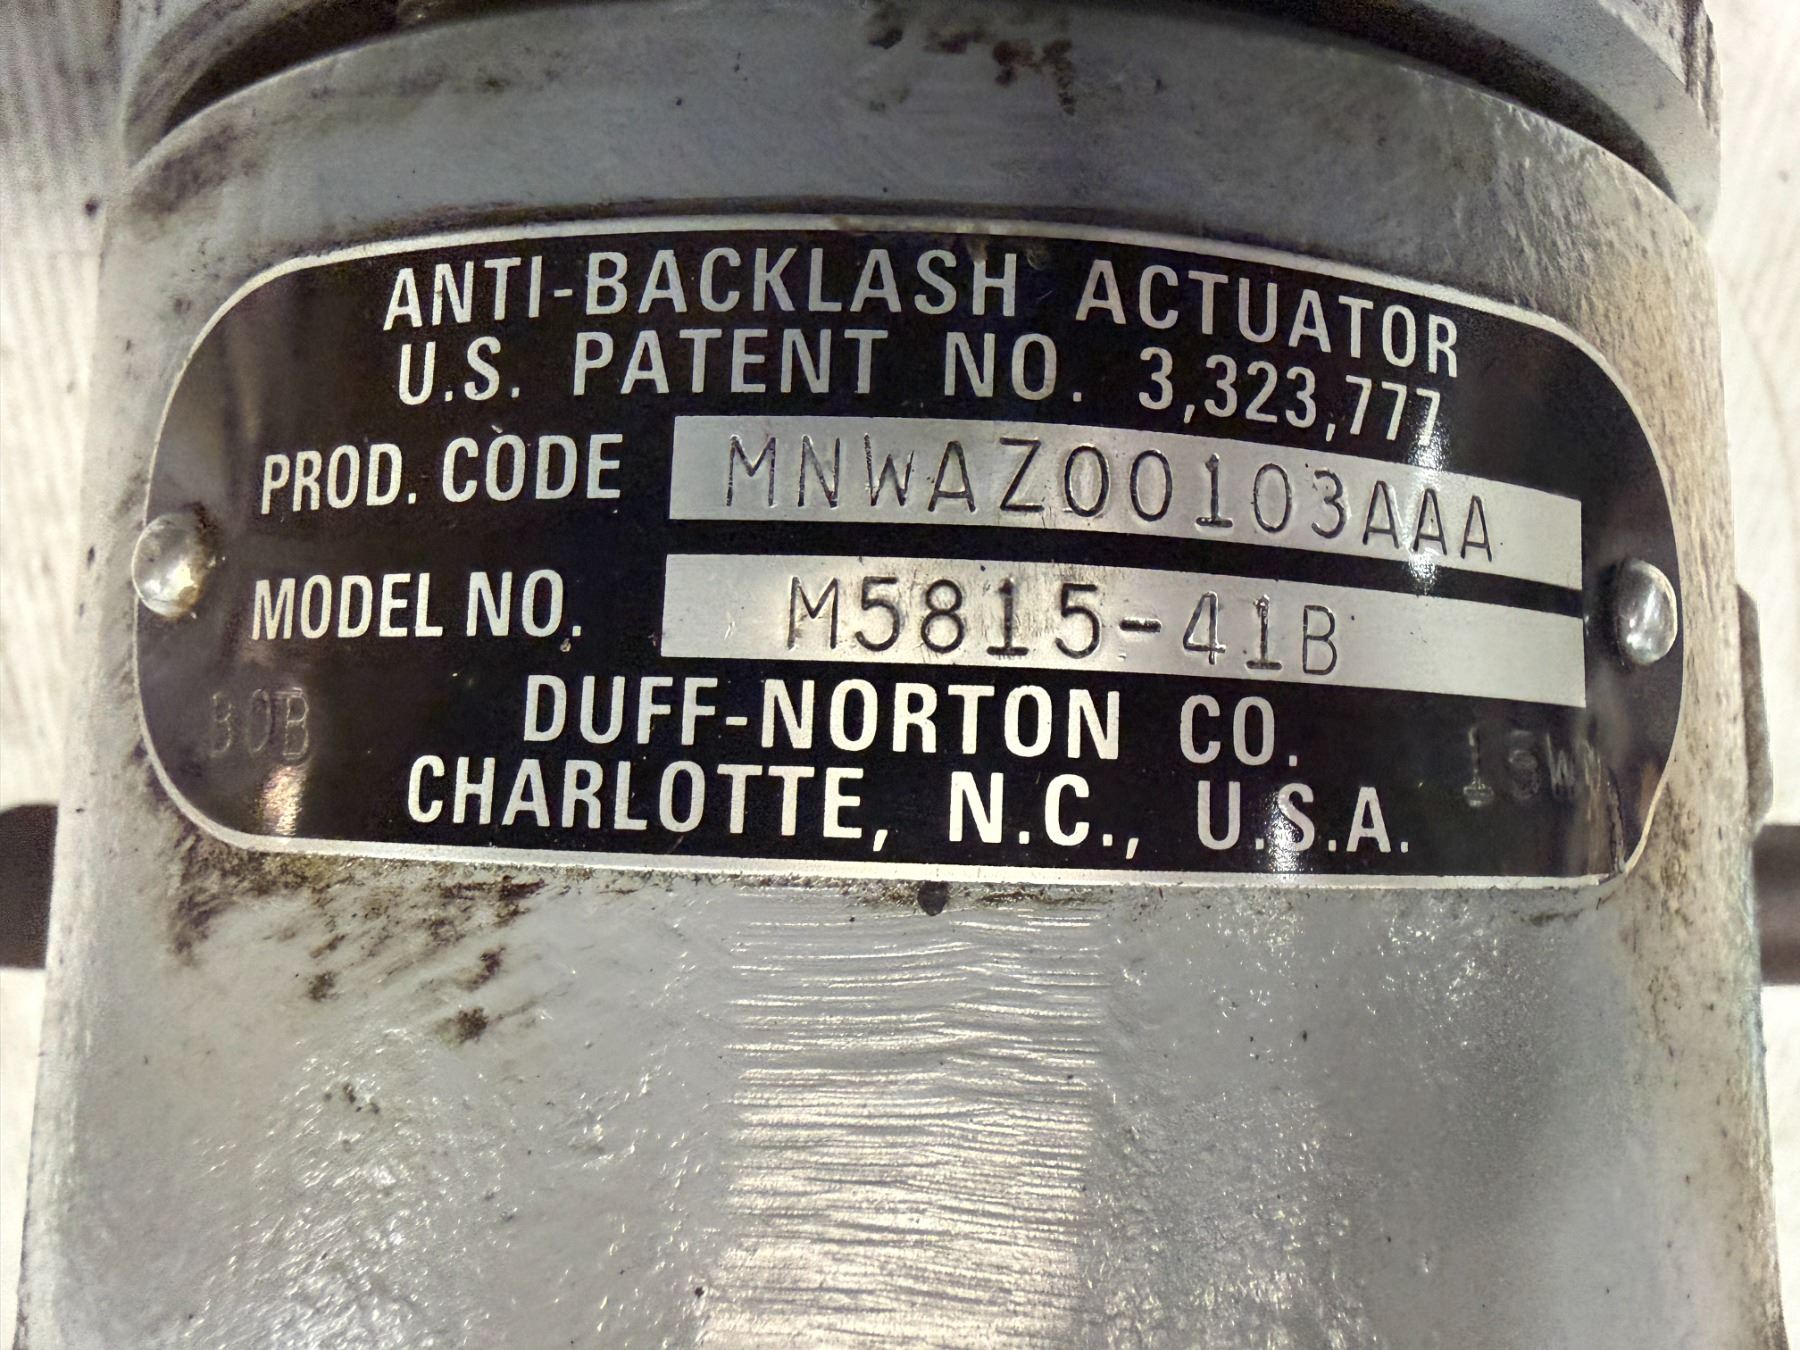 ANTI-BACKLASH ACTUATOR
U.S. PATENT NO. 3,323,777
PROD. CODE MNWAZ00103AAA
MODEL NO. M5815-41B
DUFF-NORTON CO.
CHARLOTTE, N.C., U.S.A.